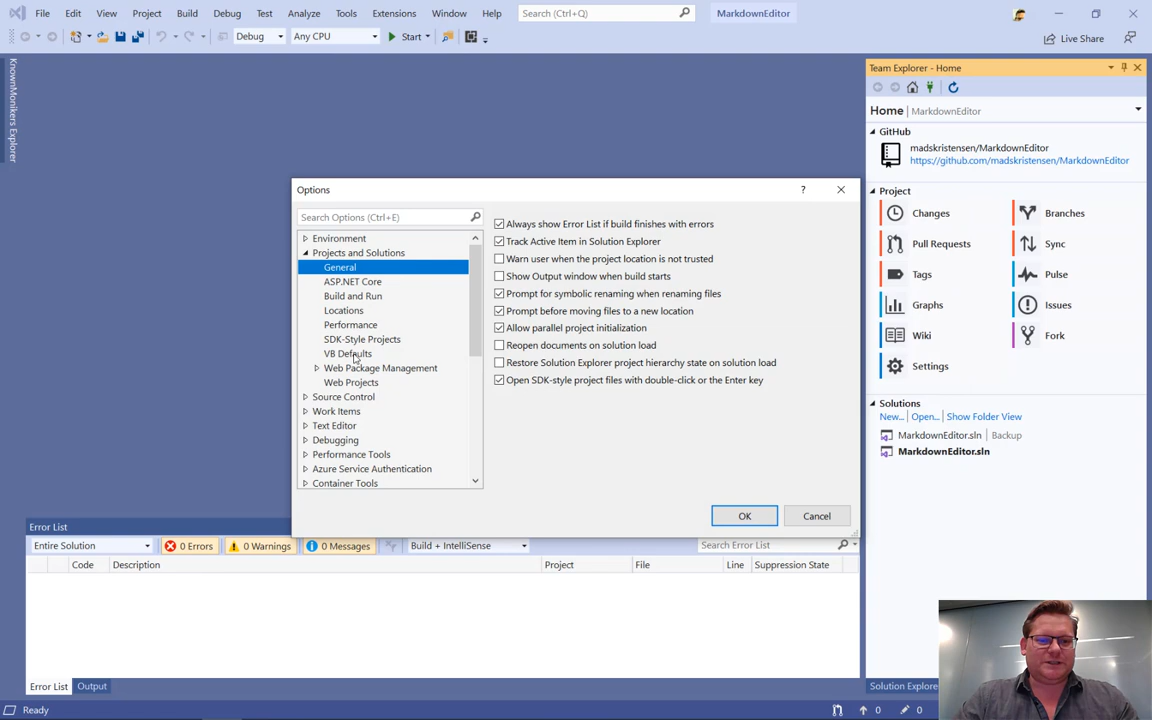 File Edit View Project Build Debug Test Analyze Tools Extensions Window Help Search (Ctrl+Q) MarkdownEditor
Debug Any CPU Start Live Share
KnownMonikers Explorer
Team Explorer - Home
Home | MarkdownEditor
GitHub
madskristensen/MarkdownEditor
https://github.com/madskristensen/MarkdownEditor
Project
Changes Branches
Pull Requests Sync
Tags Pulse
Graphs Issues
Wiki Fork
Settings
Solutions
New... Open... Show Folder View
MarkdownEditor.sln | Backup
MarkdownEditor.sln
Solution Explorer
Options ?
Search Options (Ctrl+E)
Environment
Projects and Solutions
General
ASP.NET Core
Build and Run
Locations
Performance
SDK-Style Projects
VB Defaults
Web Package Management
Web Projects
Source Control
Work Items
Text Editor
Debugging
Performance Tools
Azure Service Authentication
Container Tools
Always show Error List if build finishes with errors
Track Active Item in Solution Explorer
Warn user when the project location is not trusted
Show Output window when build starts
Prompt for symbolic renaming when renaming files
Prompt before moving files to a new location
Allow parallel project initialization
Reopen documents on solution load
Restore Solution Explorer project hierarchy state on solution load
Open SDK-style project files with double-click or the Enter key
OK Cancel
Error List
Entire Solution 0 Errors 0 Warnings 0 Messages Build + IntelliSense Search Error List
Code Description Project File Line Suppression State
Error List Output
Ready 0 0